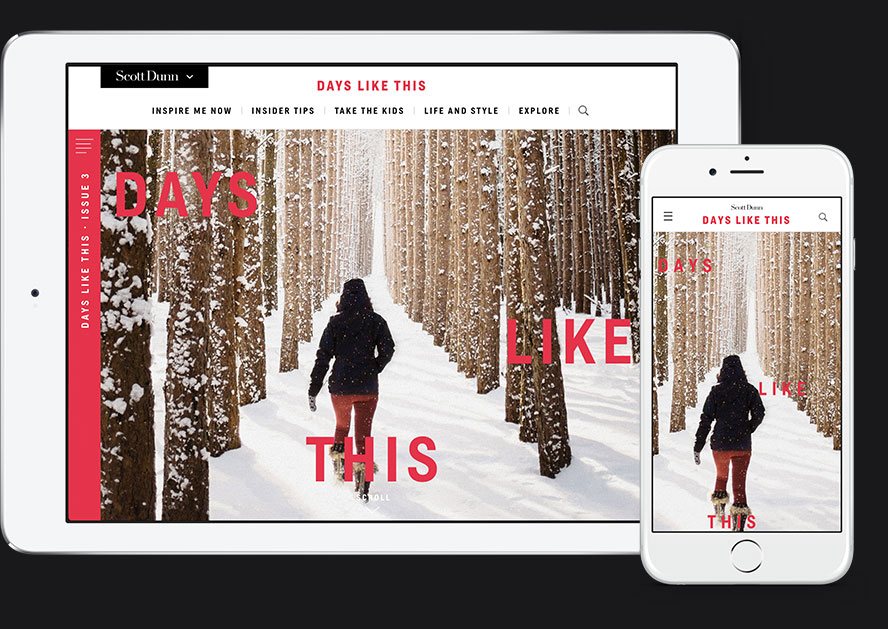 Scott Dunn
DAYS LIKE THIS
INSPIRE ME NOW
INSIDER TIPS
TAKE THE KIDS
LIFE AND STYLE
EXPLORE
DAYS LIKE THIS · ISSUE 3
DAYS
LIKE
THIS
SCROLL
Scott Dunn
DAYS LIKE THIS
DAYS
LIKE
THIS